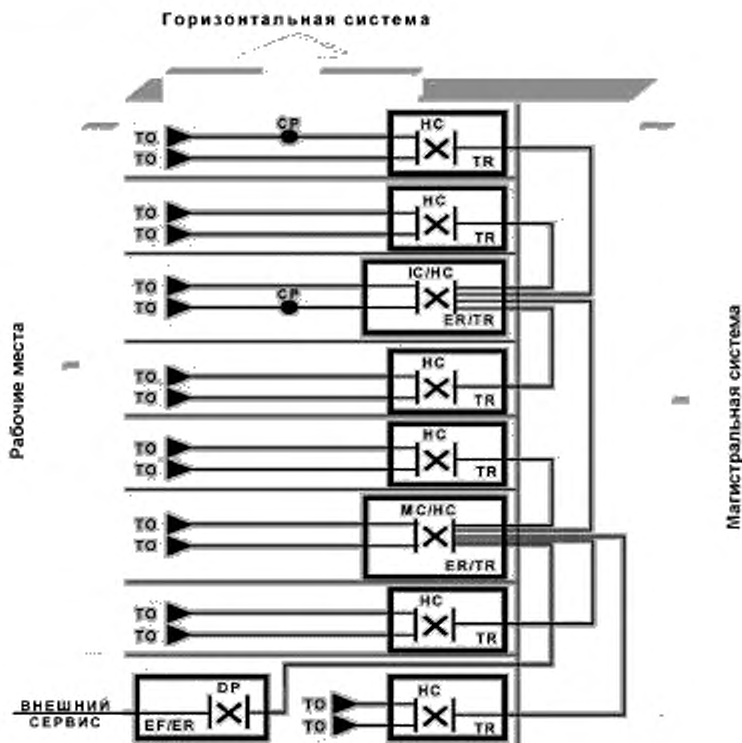 Горизонтальная система
CP
HC
TO
TO
TR
HC
TO
TO
TR
IC/HC
TO
CP
TO
ER/TR
HC
TO
TO
TR
HC
TO
TO
TR
MC/HC
TO
TO
ER/TR
HC
TO
TO
TR
DP
HC
ВНЕШНИЙ
СЕРВИС
EF/ER
TO
TO
TR
Рабочие места
Магистральная система